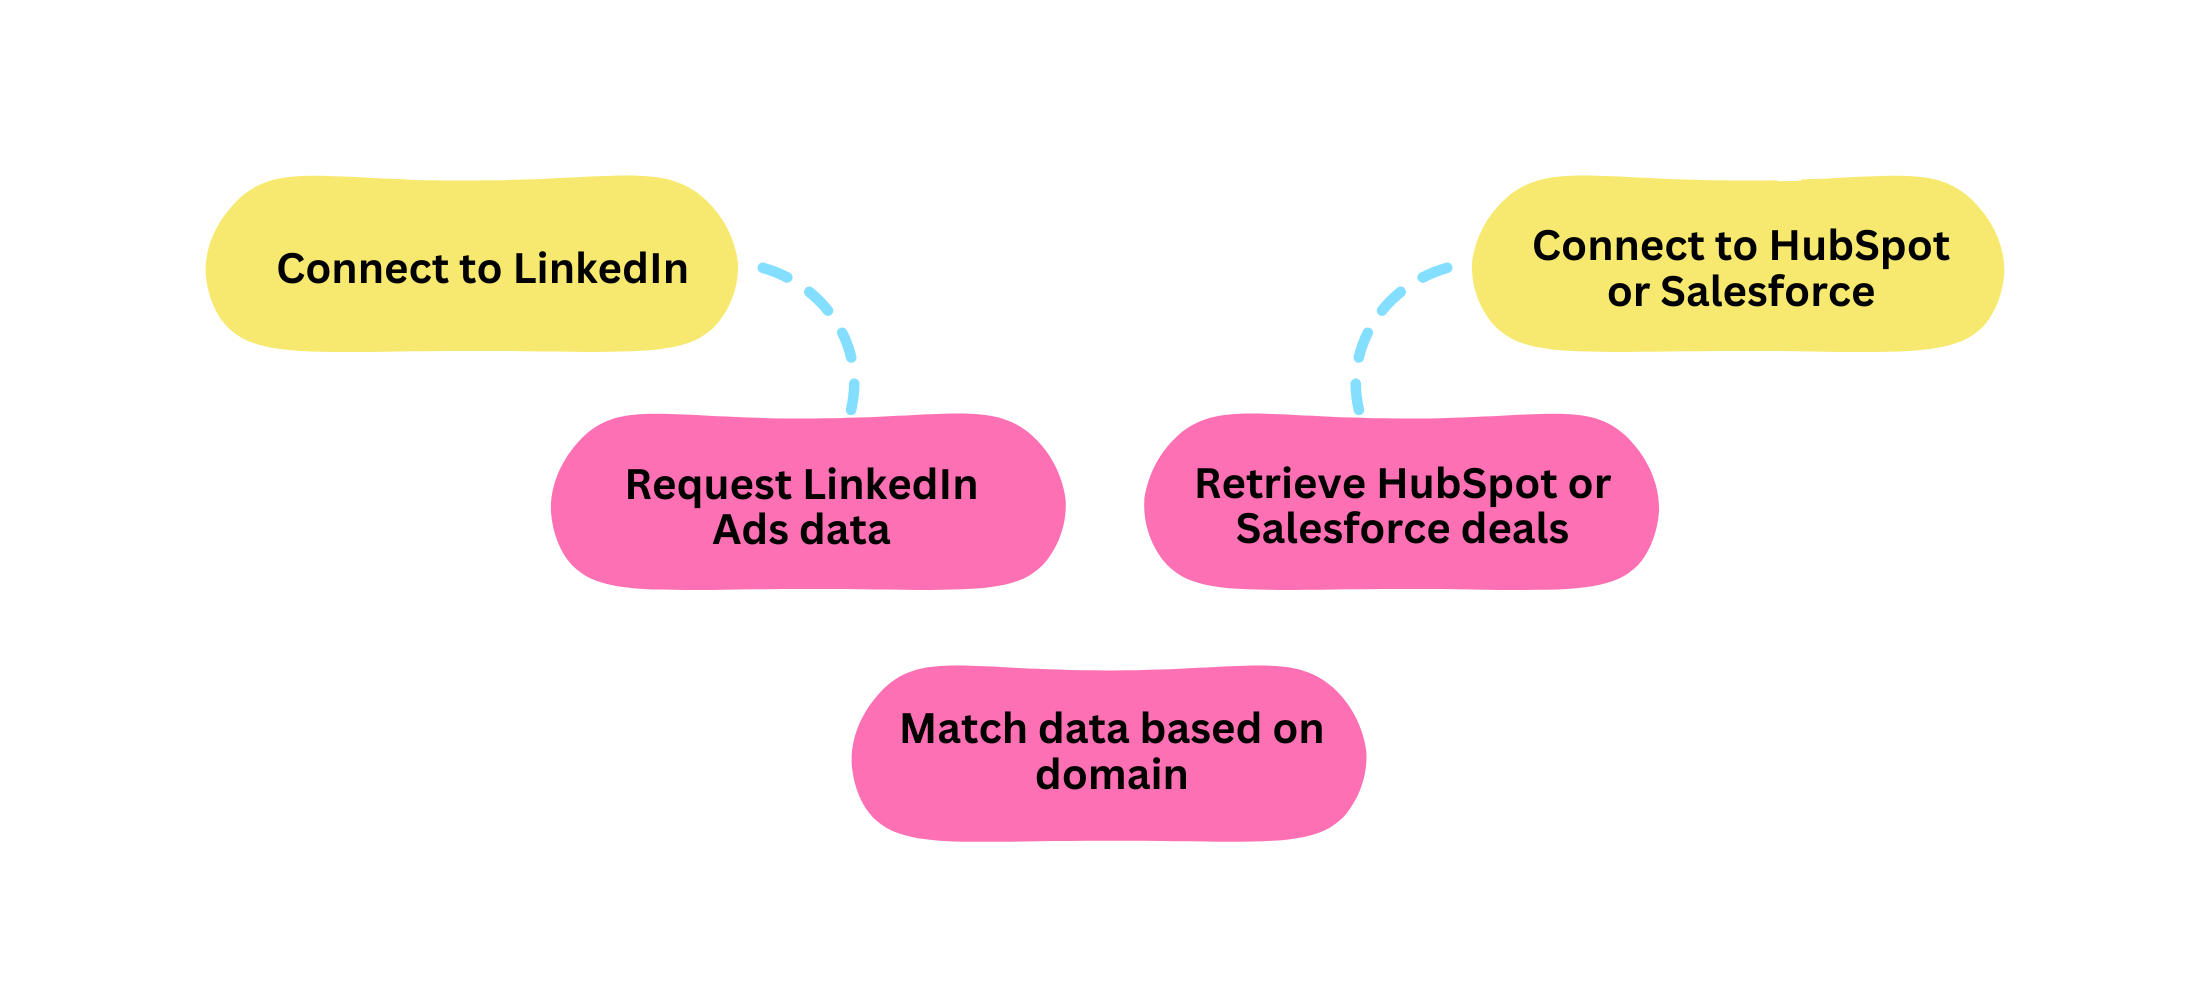 Connect to LinkedIn
Connect to HubSpot
or Salesforce
Request LinkedIn
Ads data
Retrieve HubSpot or
Salesforce deals
Match data based on
domain